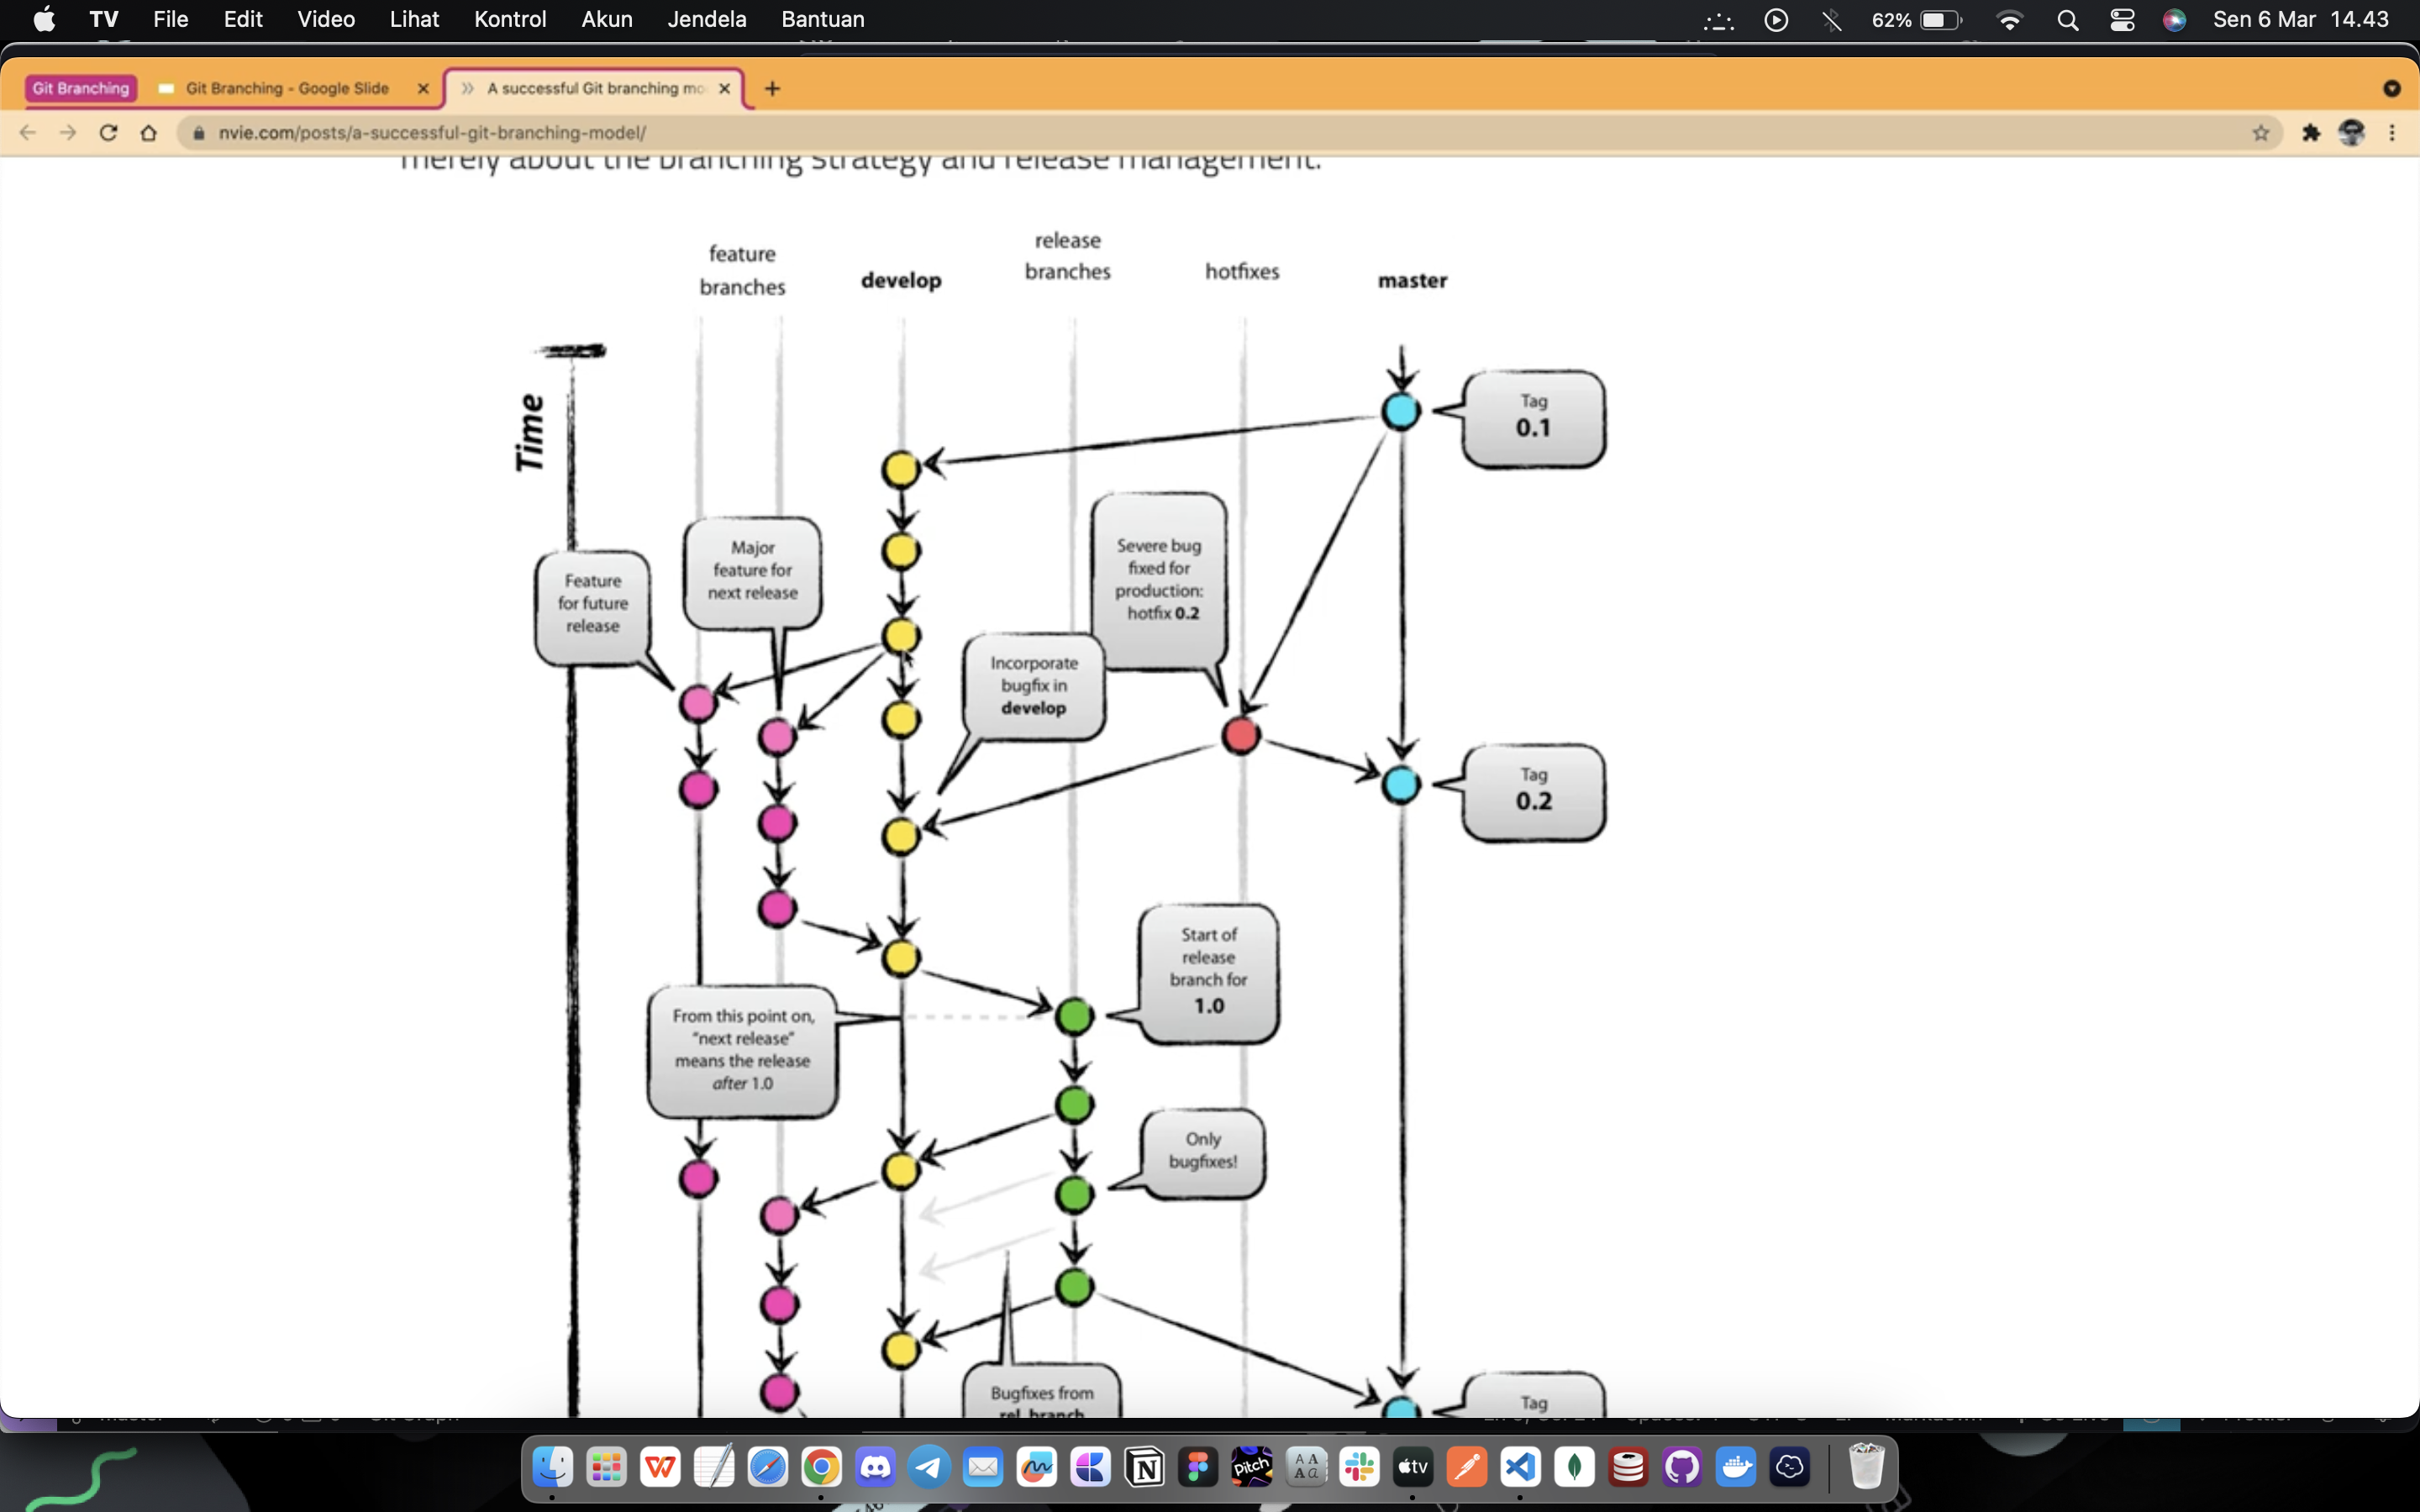 TV File Edit Video Lihat Kontrol Akun Jendela Bantuan
62% Sen 6 Mar 14.43
Git Branching
Git Branching - Google Slide
A successful Git branching mo
nvie.com/posts/a-successful-git-branching-model/
merely about the branching strategy and release management.
feature
branches
develop
release
branches
hotfixes
master
Time
Tag
0.1
Major
feature for
next release
Feature
for future
release
Severe bug
fixed for
production:
hotfix 0.2
Incorporate
bugfix in
develop
Tag
0.2
Start of
release
branch for
1.0
From this point on,
"next release"
means the release
after 1.0
Only
bugfixes!
Bugfixes from
rel. branch
Tag
Pitch
tv